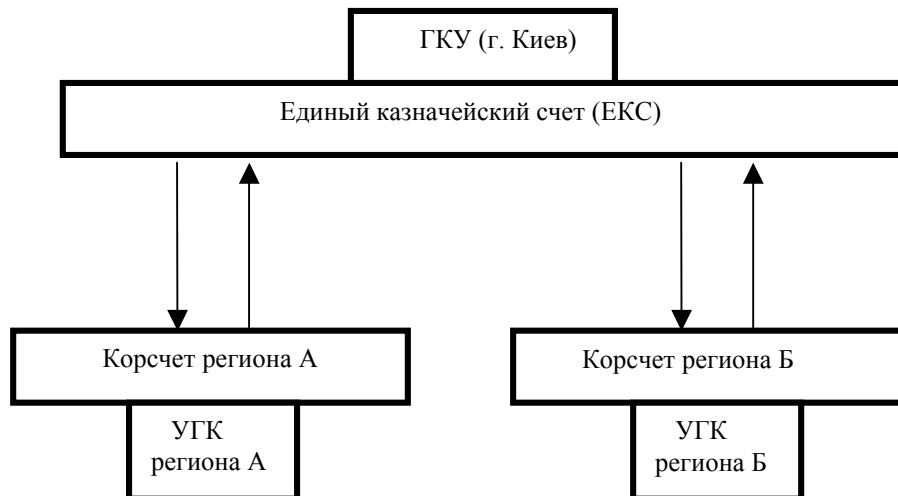 ГКУ (г. Киев)
Единый казначейский счет (ЕКС)
Корсчет региона А
Корсчет региона Б
УГК
региона А
УГК
региона Б